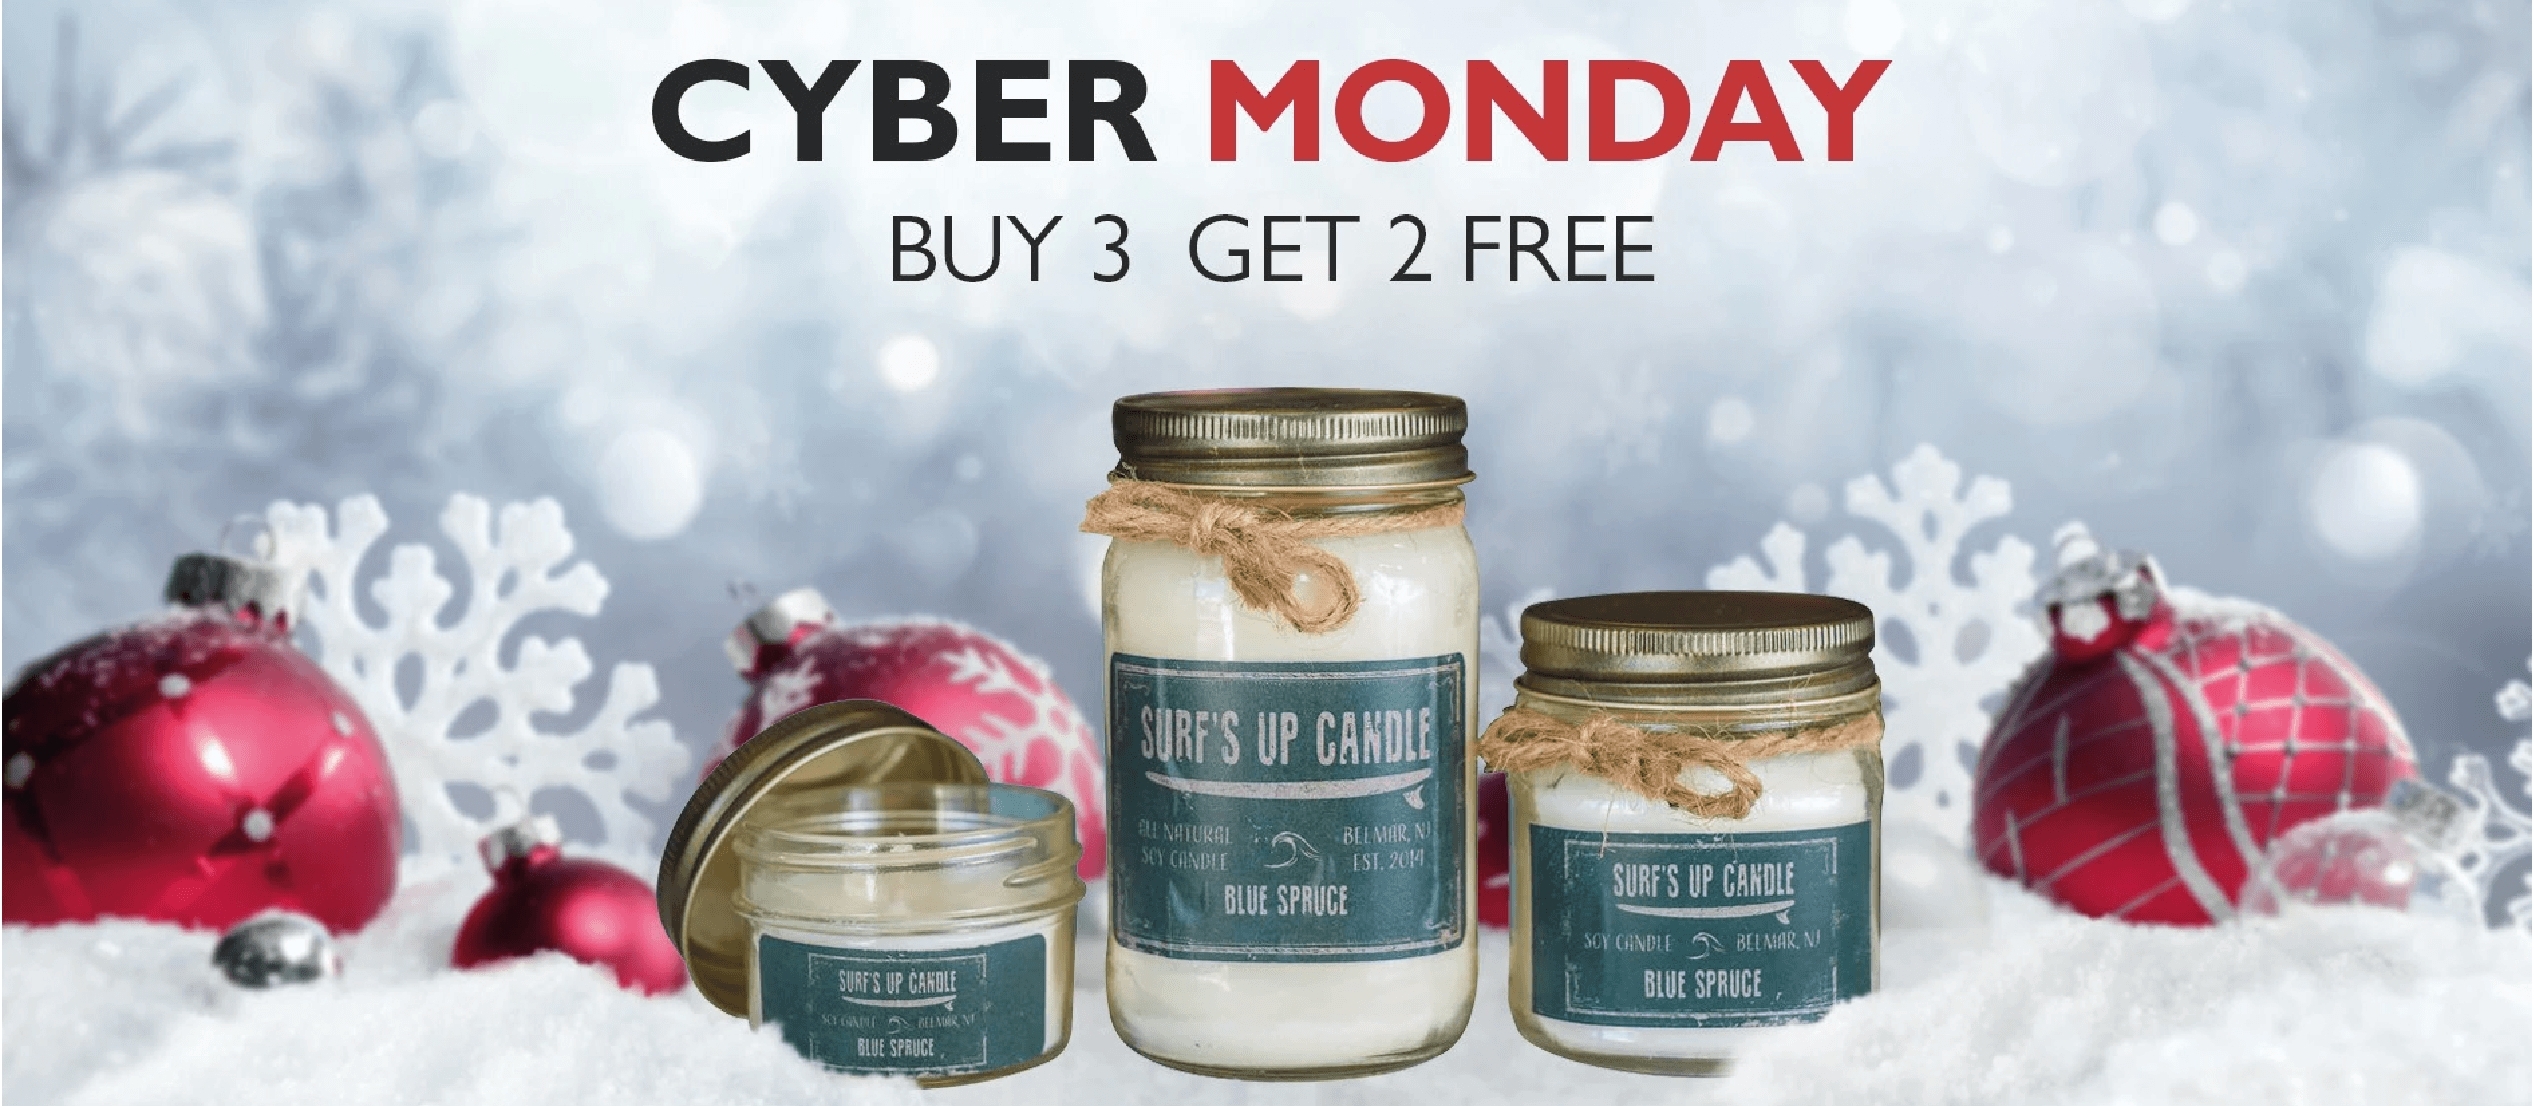 CYBER MONDAY
BUY 3 GET 2 FREE
SURF'S UP CANDLE
ALL NATURAL
SOY CANDLE
BELMAR, NJ
EST. 2014
BLUE SPRUCE
SURF'S UP CANDLE
SOY CANDLE BELMAR, NJ
BLUE SPRUCE
SURF'S UP CANDLE
SOY CANDLE BELMAR, NJ
BLUE SPRUCE